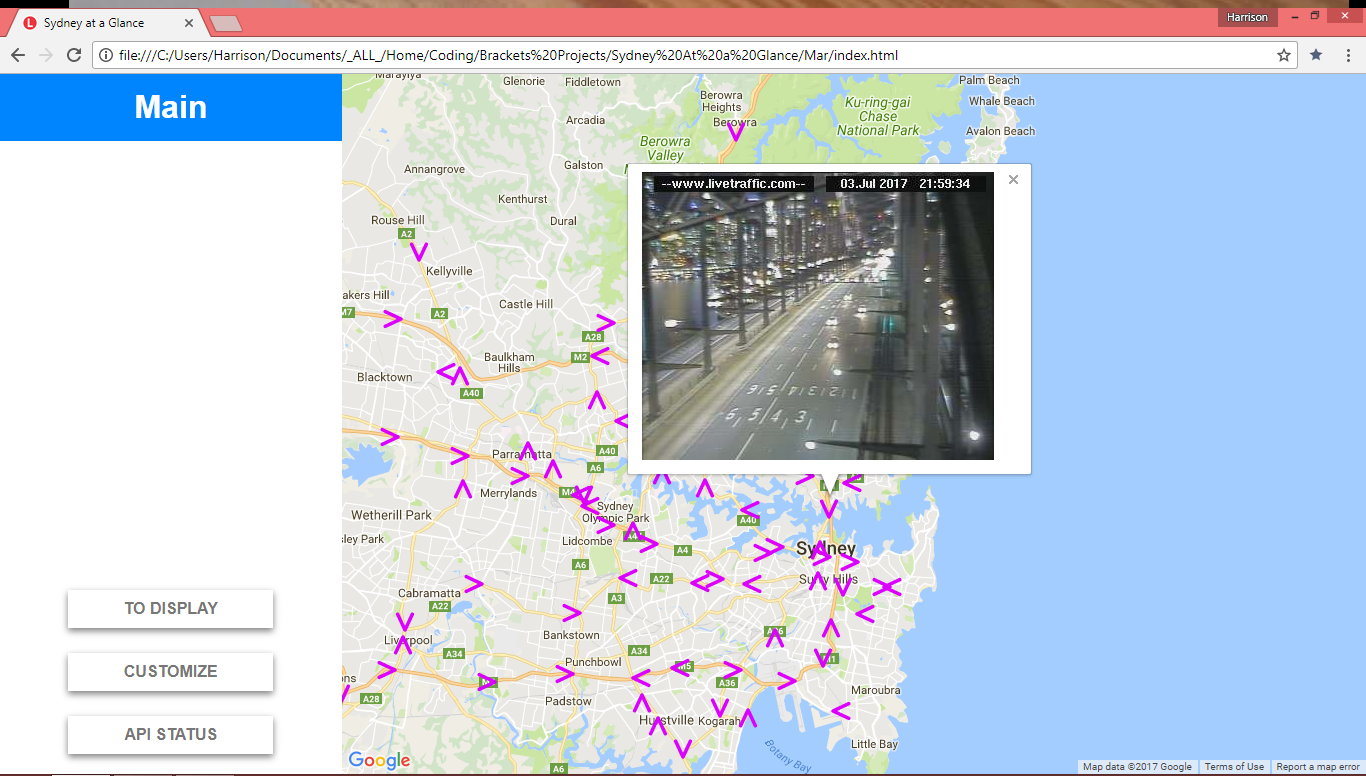 Sydney at a Glance
Harrison
file:///C:/Users/Harrison/Documents/_ALL_/Home/Coding/Brackets%20Projects/Sydney%20At%20a%20Glance/Mar/index.html
Main
TO DISPLAY
CUSTOMIZE
API STATUS
Maraylya
Glenorie
Fiddletown
Berowra
Heights
Berowra
Ku-ring-gai
Chase
National Park
Palm Beach
Whale Beach
Avalon Beach
Arcadia
Berowra
Valley
Annangrove
Galston
Kenthurst
Dural
Rouse Hill
A2
Kellyville
--www.livetraffic.com--
03.Jul 2017 21:59:34
6 5 4 3
akers Hill
M7
A2
Castle Hill
A28
M2
Baulkham
Hills
Blacktown
A40
A40
A6
Parramatta
Merrylands
Sydney
Olympic Park
Wetherill Park
sley Park
Lidcombe
A4
A40
Sydney
A6
A22
A3
Surry Hills
Cabramatta
A22
Bankstown
Liverpool
A34
A34
Punchbowl
M5
A36
A1
ons
A28
Padstow
Maroubra
Hurstville
Kogarah
Little Bay
Botany Bay
A6
Google
Map data ©2017 Google
Terms of Use
Report a map error